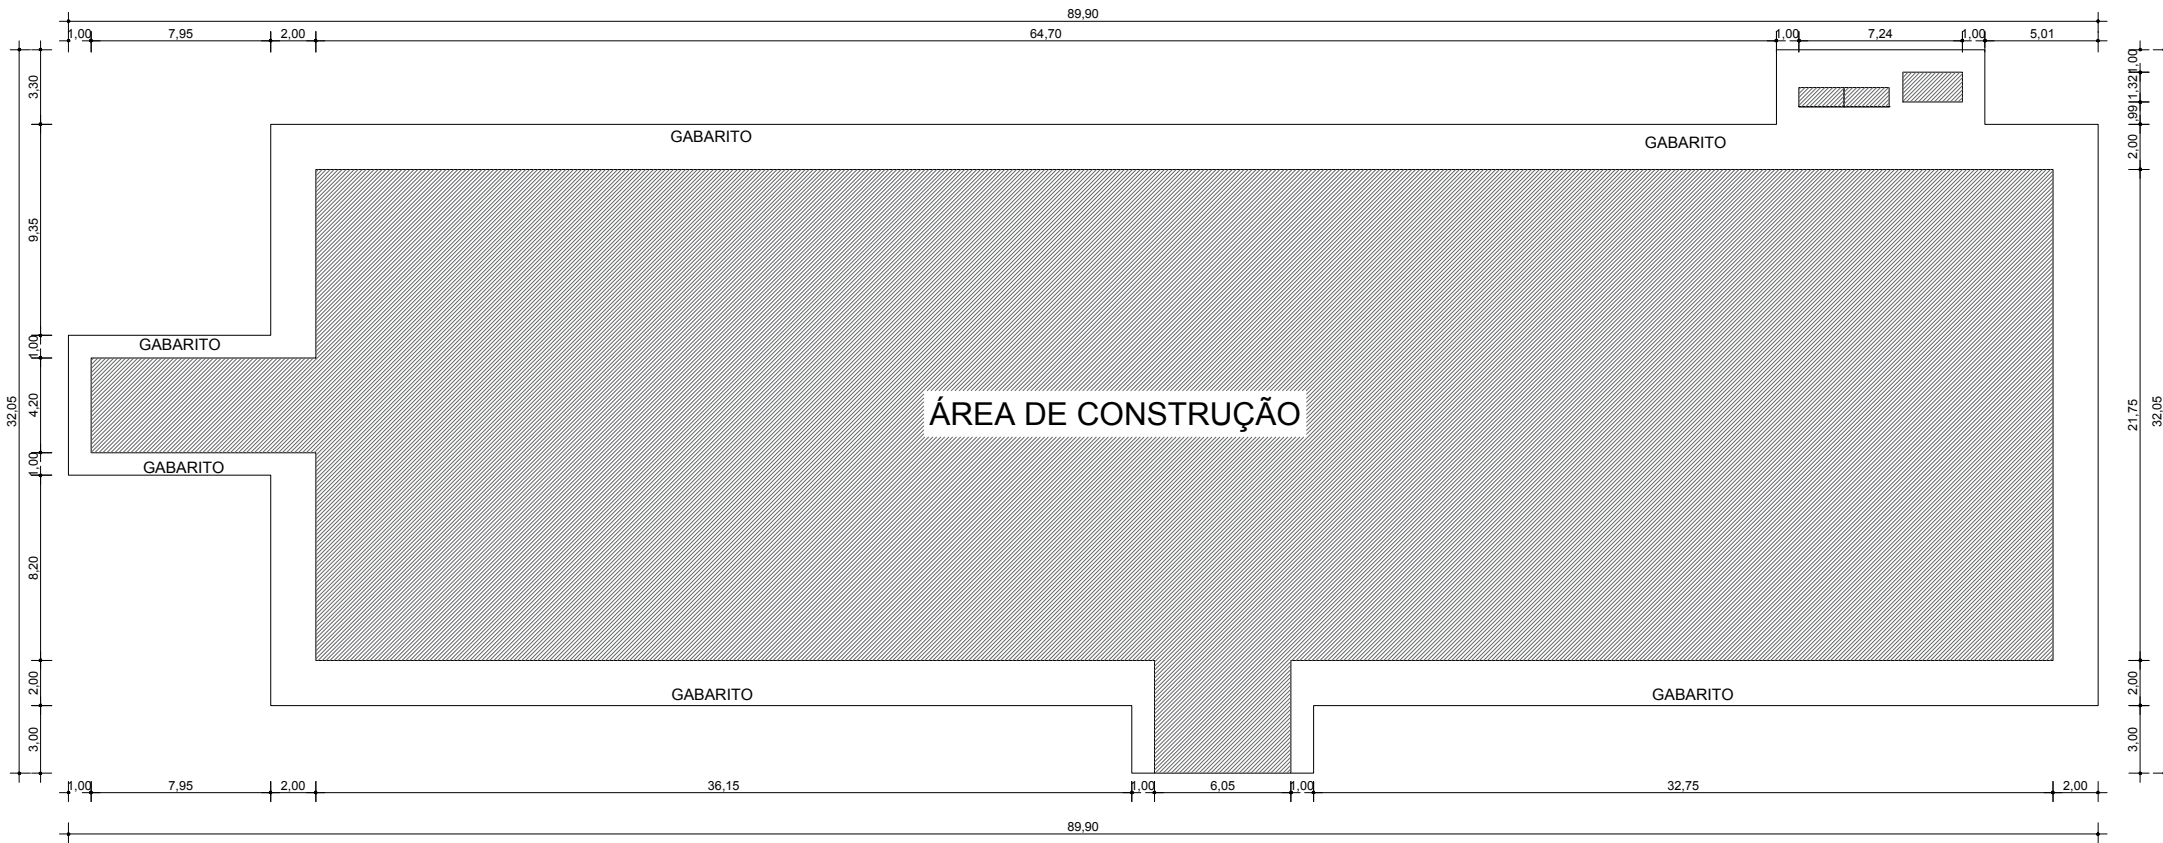 89,90
1,00 7,95 2,00 64,70 1,00 7,24 1,00 5,01
3,30
1,00
1,32
,99
GABARITO
GABARITO
2,00
9,35
GABARITO
1,00
32,05
4,20
ÁREA DE CONSTRUÇÃO
21,75
32,05
GABARITO
1,00
8,20
2,00
GABARITO
GABARITO
2,00
3,00
3,00
1,00 7,95 2,00 36,15 1,00 6,05 1,00 32,75 2,00
89,90